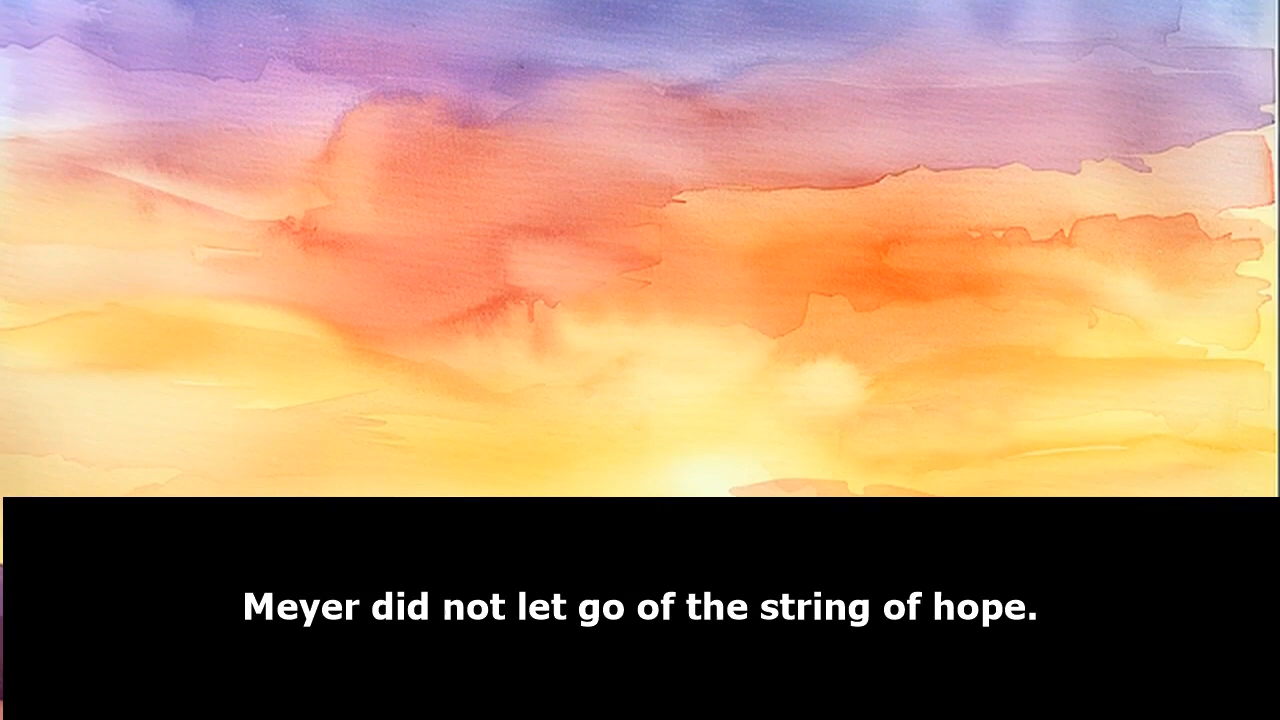 Meyer did not let go of the string of hope.